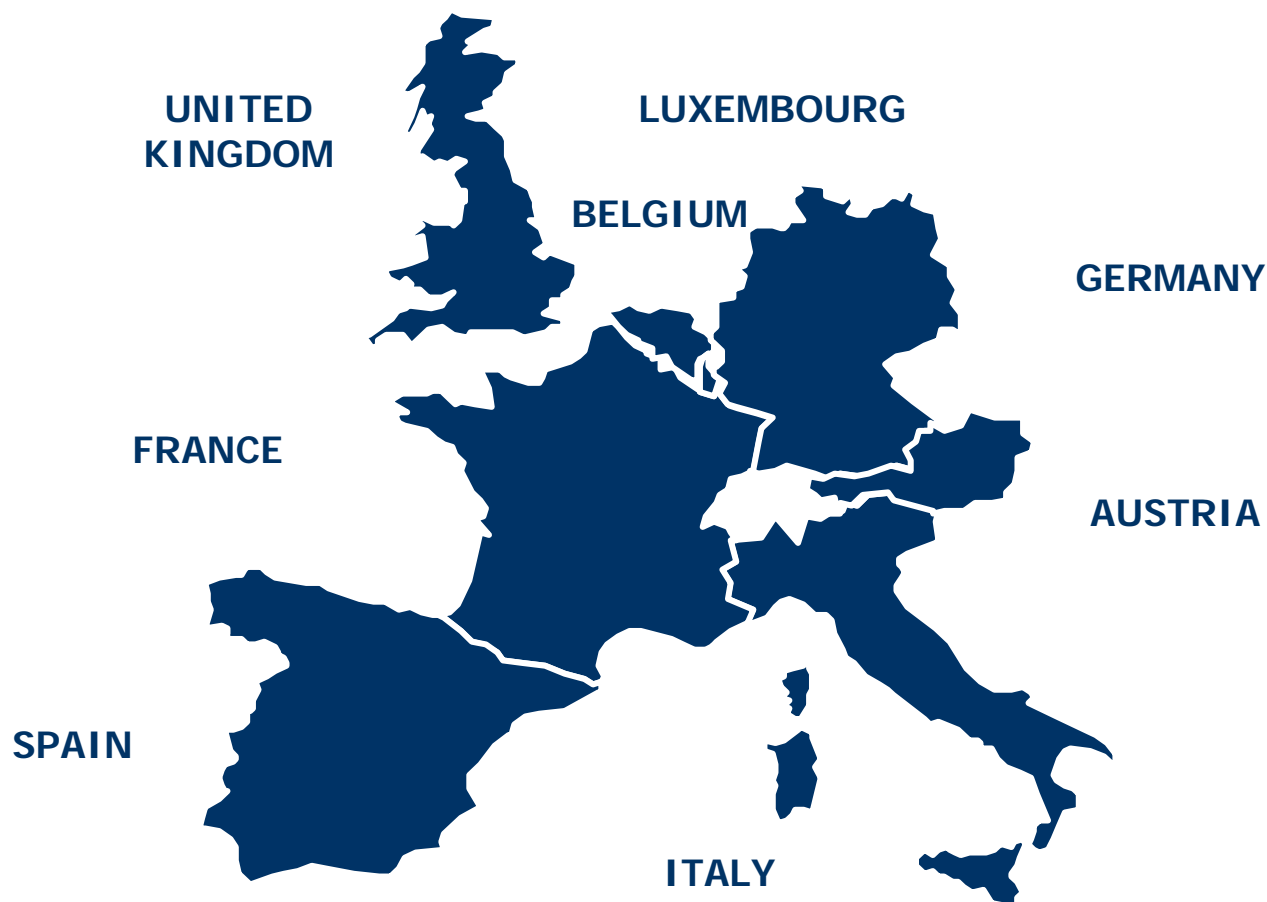 UNITED
KINGDOM
LUXEMBOURG
BELGIUM
GERMANY
FRANCE
AUSTRIA
SPAIN
ITALY